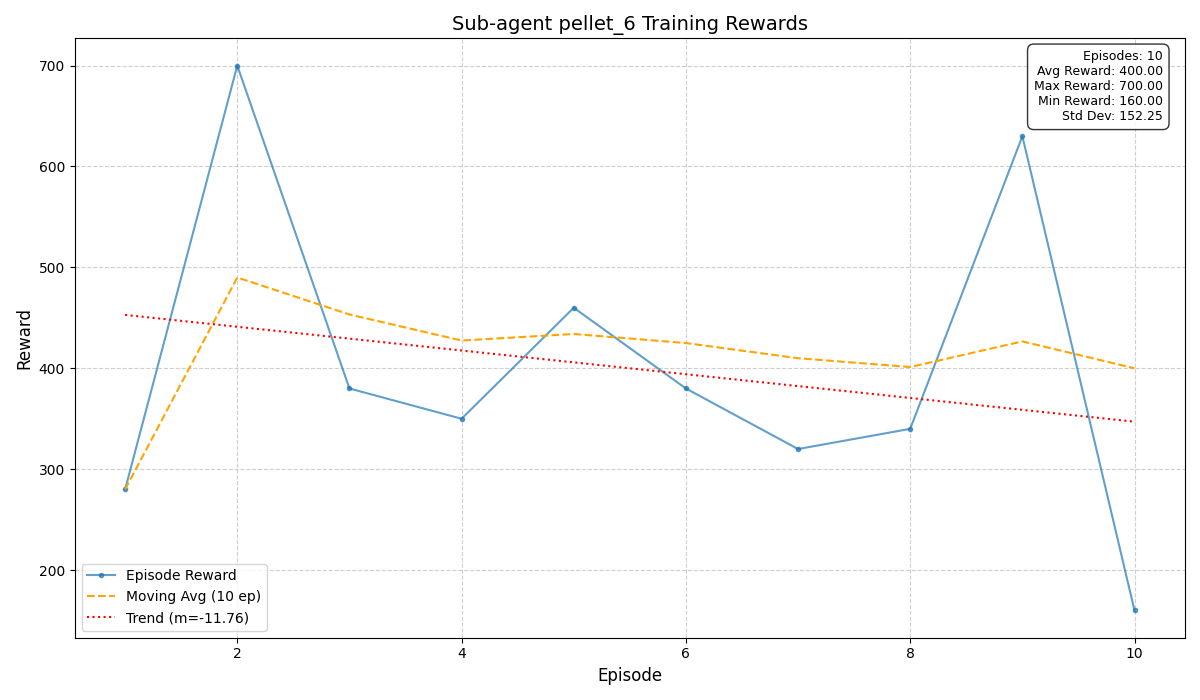 Sub-agent pellet_6 Training Rewards
Episodes: 10
Avg Reward: 400.00
Max Reward: 700.00
Min Reward: 160.00
Std Dev: 152.25
700
600
500
400
300
200
Reward
Episode Reward
Moving Avg (10 ep)
Trend (m=-11.76)
2 4 6 8 10
Episode